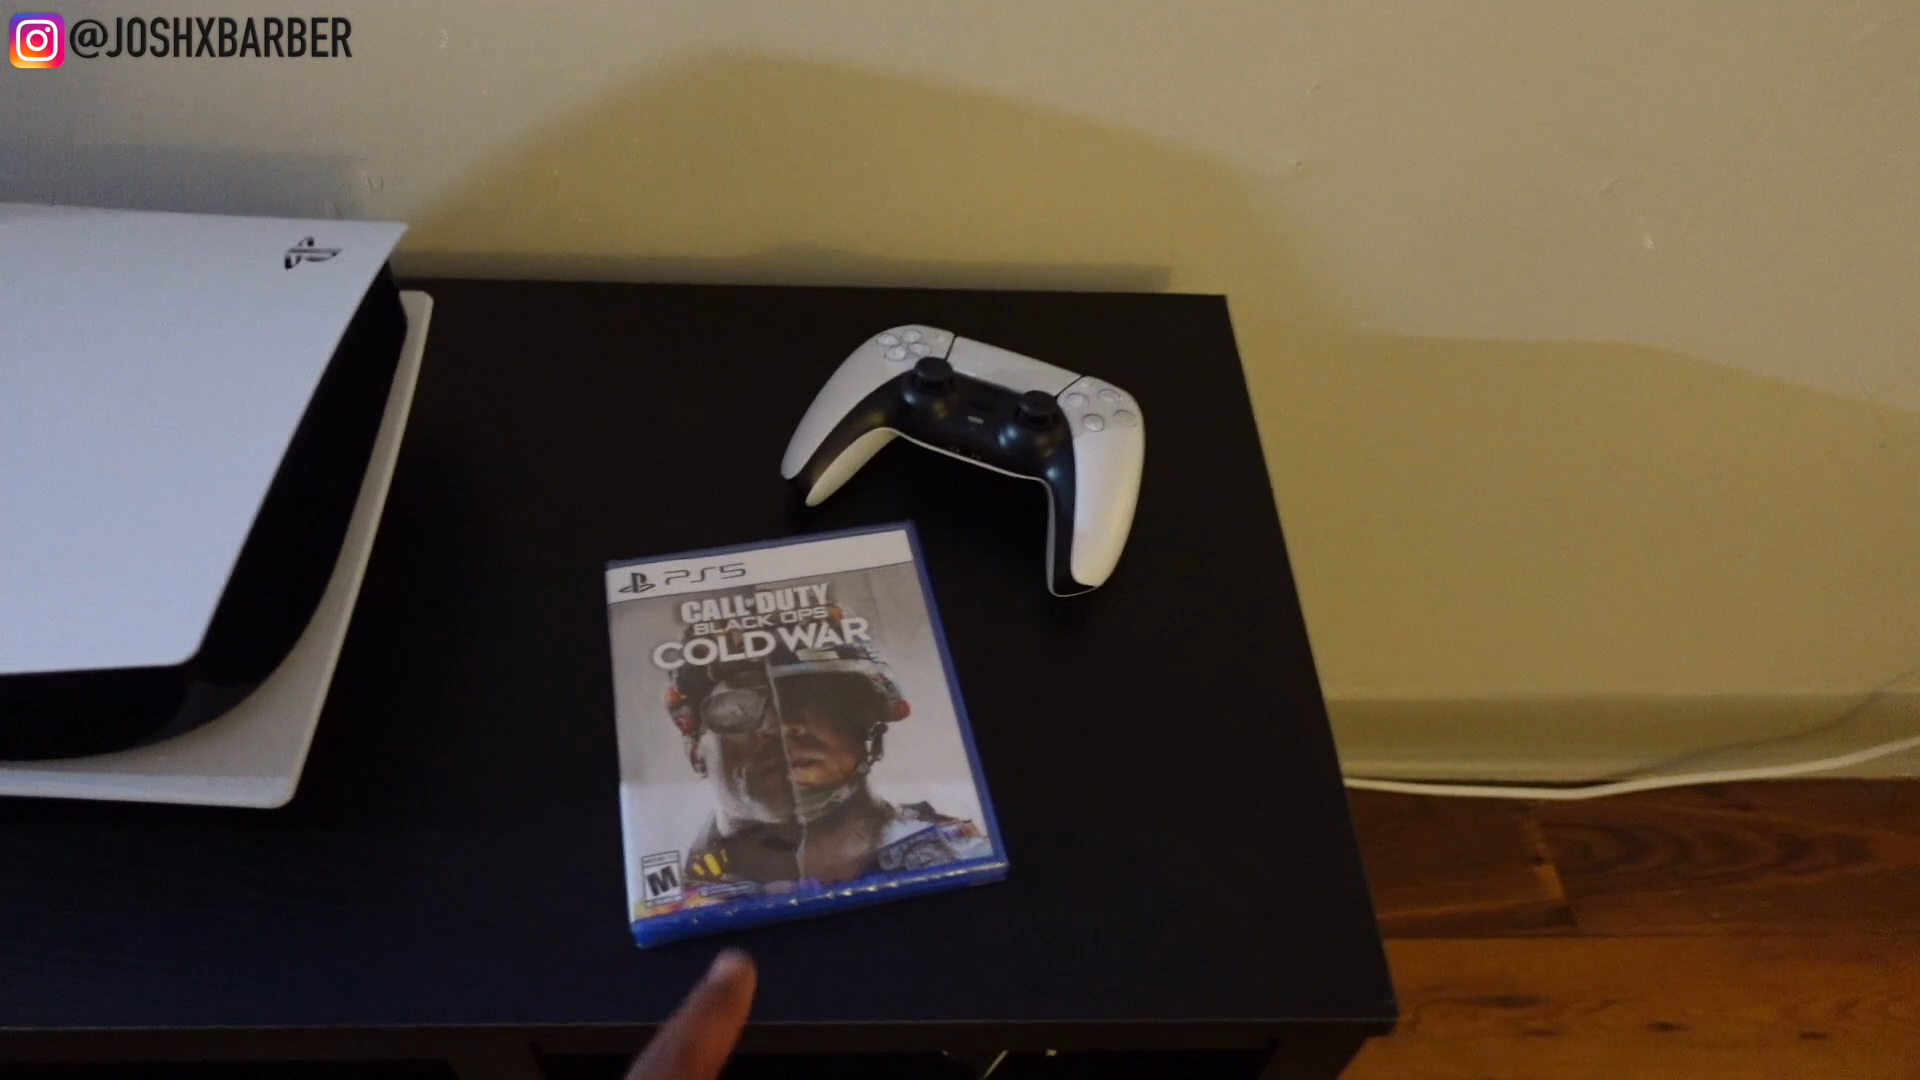 @JOSHXBARBER
PS5
CALL OF DUTY
BLACK OPS
COLD WAR
M